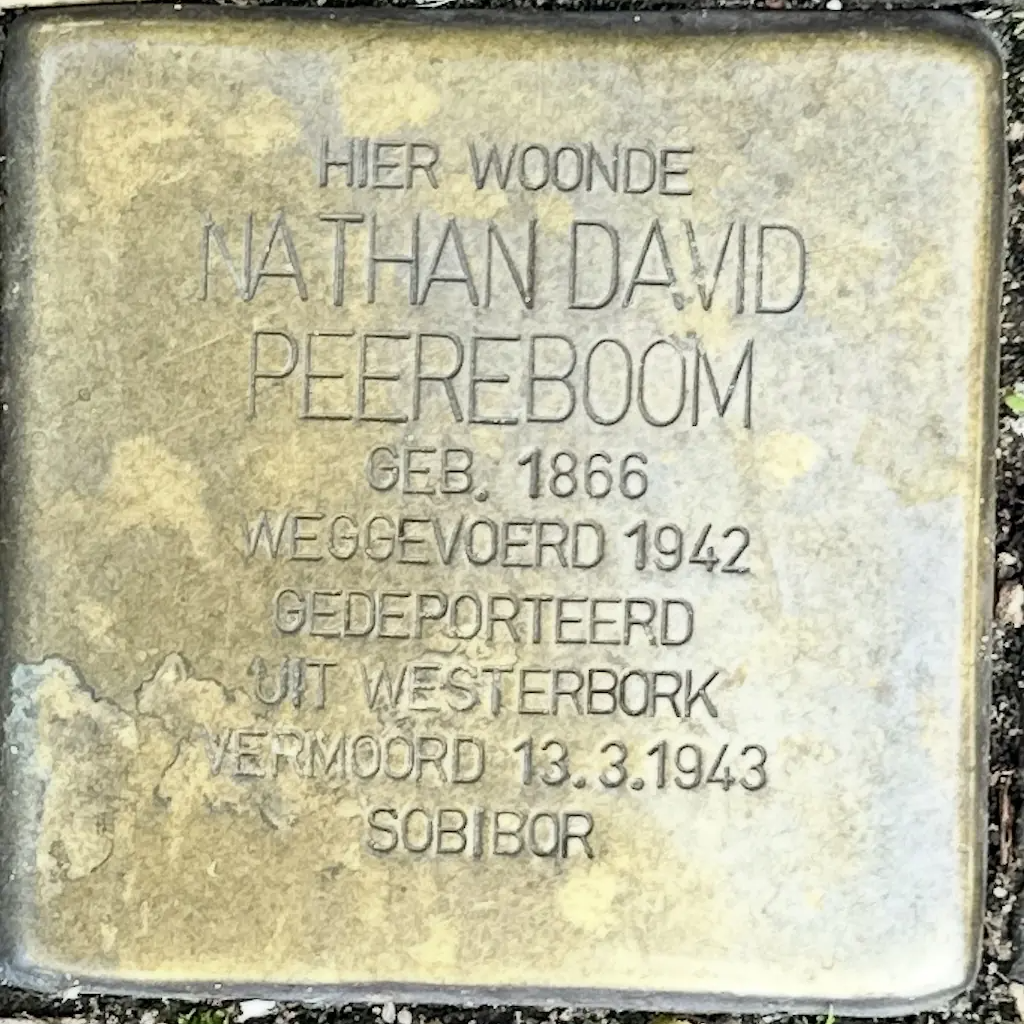 HIER WOONDE
NATHAN DAVID
PEEREBOOM
GEB. 1866
WEGGEVOERD 1942
GEDEPORTEERD
UIT WESTERBORK
VERMOORD 13.3.1943
SOBIBOR